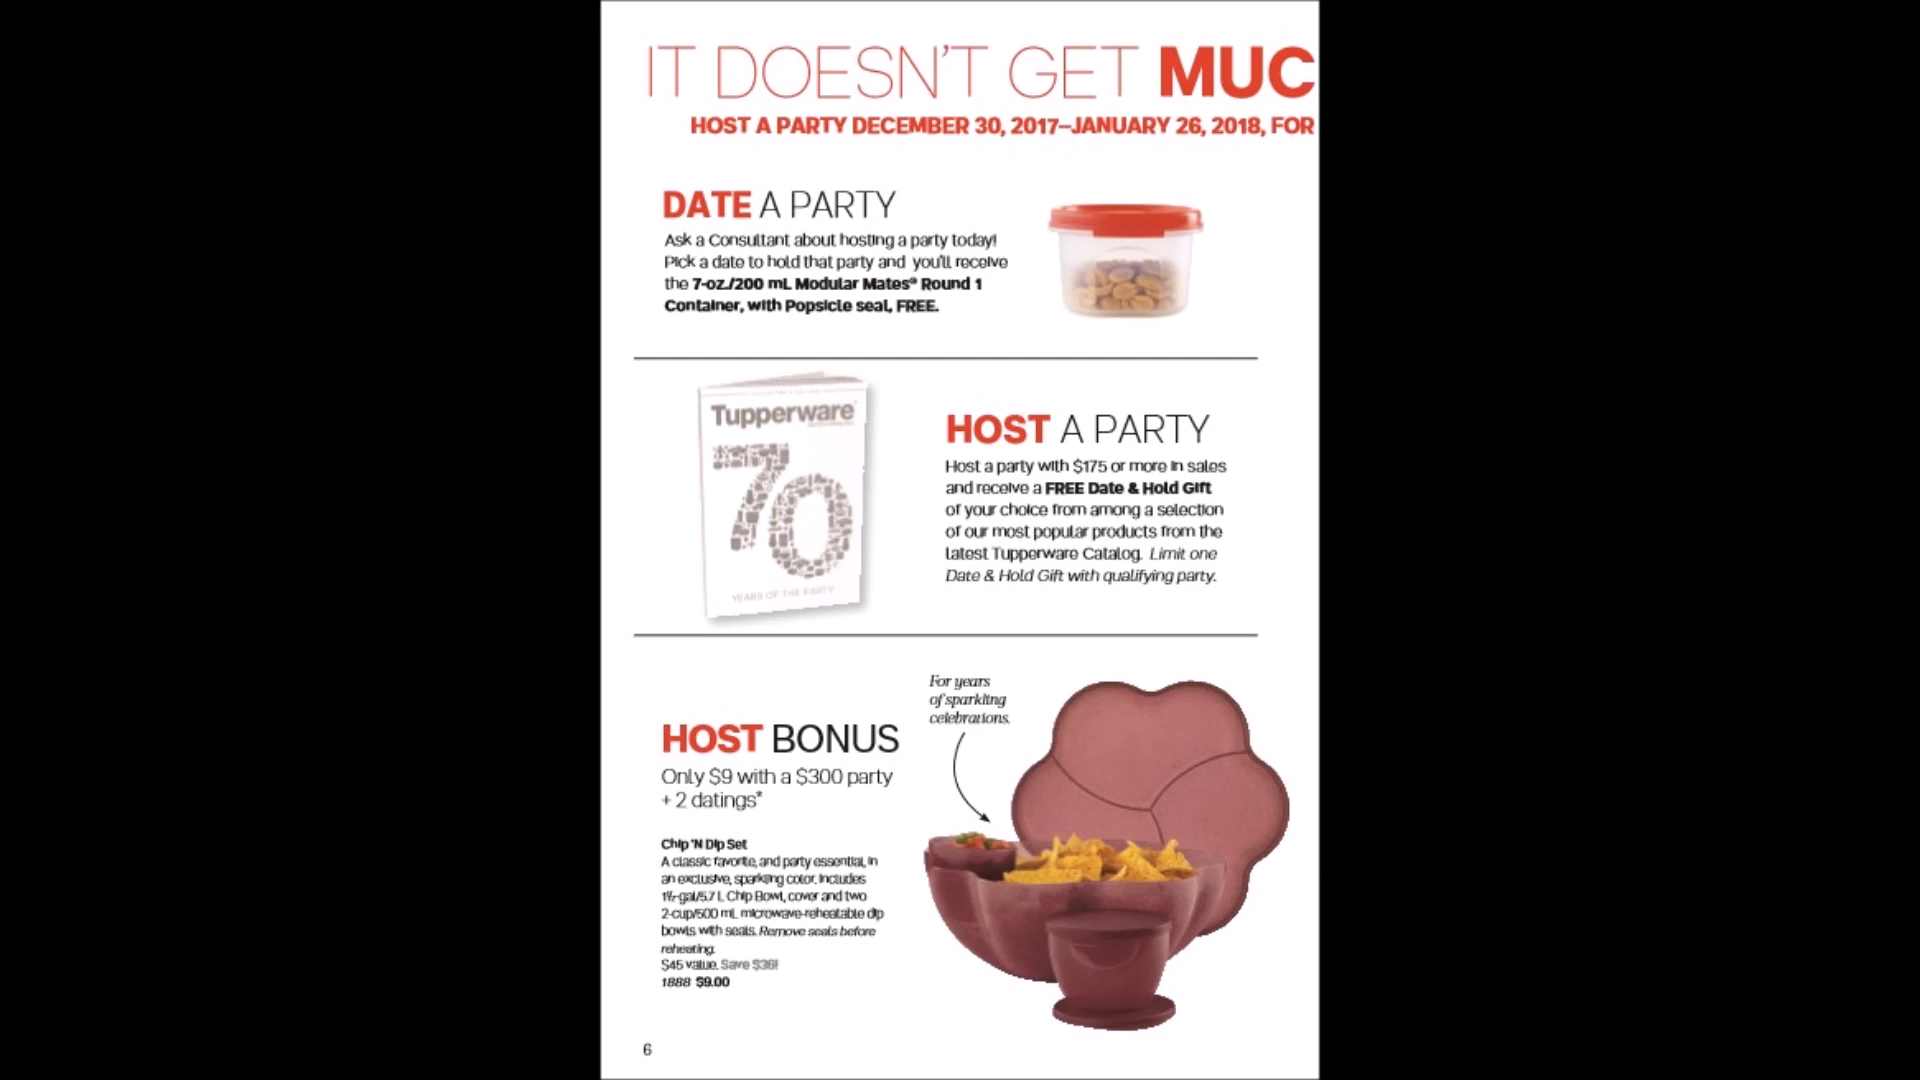 IT DOESN'T GET MUC
HOST A PARTY DECEMBER 30, 2017–JANUARY 26, 2018, FOR
DATE A PARTY
Ask a Consultant about hosting a party today!
Pick a date to hold that party and you'll receive
the 7-oz./200 mL Modular Mates® Round 1
Container, with Popsicle seal, FREE.
Tupperware
70
YEARS OF THE PARTY
HOST A PARTY
Host a party with $175 or more in sales
and receive a FREE Date & Hold Gift
of your choice from among a selection
of our most popular products from the
latest Tupperware Catalog. Limit one
Date & Hold Gift with qualifying party.
For years
of sparkling
celebrations.
HOST BONUS
Only $9 with a $300 party
+ 2 datings*
Chip 'N Dip Set
A classic favorite, and party essential, in
an exclusive, sparkling color. Includes
1½-gal/5.7 L Chip Bowl, cover and two
2-cup/500 mL microwave-reheatable dip
bowls with seals. Remove seals before
reheating.
$45 value. Save $36!
1888 $9.00
6